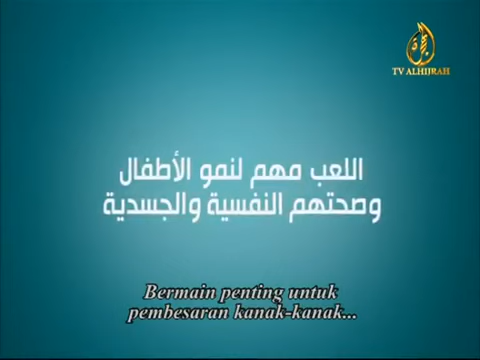 TV ALHIJRAH
اللعب مهم لنمو الأطفال
وصحتهم النفسية والجسدية
Bermain penting untuk
pembesaran kanak-kanak...